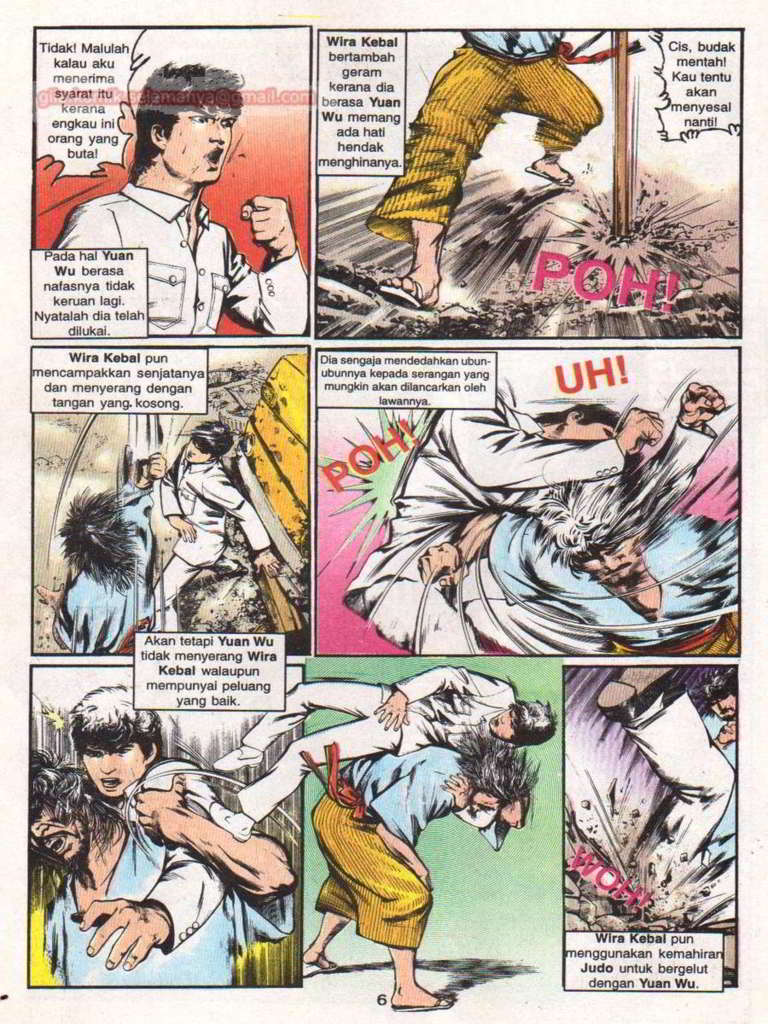 Tidak! Malulah
kalau aku
menerima
syarat itu
kerana
engkau ini
orang yang
buta!
Pada hal Yuan
Wu berasa
nafasnya tidak
keruan lagi.
Nyatalah dia telah
dilukai.
Wira Kebal
bertambah
geram
kerana dia
berasa Yuan
Wu memang
ada hati
hendak
menghinanya.
Cis, budak
mentah!
Kau tentu
akan
menyesal
nanti!
POH!
Wira Kebal pun
mencampakkan senjatanya
dan menyerang dengan
tangan yang. kosong.
Dia sengaja mendedahkan ubun-
ubunnya kepada serangan yang
mungkin akan dilancarkan oleh
lawannya.
UH!
POH!
Akan tetapi Yuan Wu
tidak menyerang Wira
Kebal walaupun
mempunyai peluang
yang baik.
WOH!
Wira Kebal pun
menggunakan kemahiran
Judo untuk bergelut
dengan Yuan Wu.
6